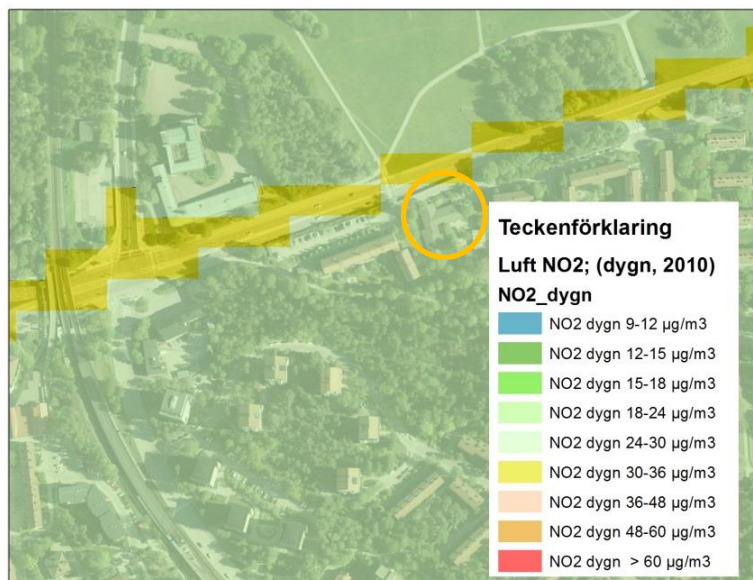 Teckenförklaring
Luft NO2; (dygn, 2010)
NO2_dygn
NO2 dygn 9-12 µg/m3
NO2 dygn 12-15 µg/m3
NO2 dygn 15-18 µg/m3
NO2 dygn 18-24 µg/m3
NO2 dygn 24-30 µg/m3
NO2 dygn 30-36 µg/m3
NO2 dygn 36-48 µg/m3
NO2 dygn 48-60 µg/m3
NO2 dygn > 60 µg/m3